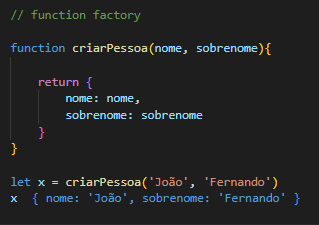 // function factory
function criarPessoa(nome, sobrenome){
return {
nome: nome,
sobrenome: sobrenome
}
}
let x = criarPessoa('João', 'Fernando')
x { nome: 'João', sobrenome: 'Fernando' }